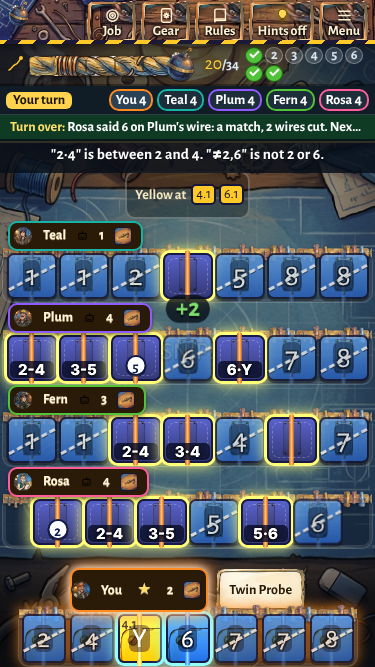 Job
Gear
Rules
Hints off
Menu
20/34
2 3 4 5 6
Your turn
You 4
Teal 4
Plum 4
Fern 4
Rosa 4
Turn over: Rosa said 6 on Plum's wire: a match, 2 wires cut. Nex...
"2·4" is between 2 and 4. "≠2,6" is not 2 or 6.
Yellow at 4.1 6.1
Teal 1
1 1 2 5 8 8
+2
Plum 4
2-4 3-5 5 6 6·Y 7 8
Fern 3
1 1 2-4 3·4 4 7
Rosa 4
2 2-4 3-5 5 5·6 6
You ★ 2
Twin Probe
4.1
2 4 Y 6 7 7 8